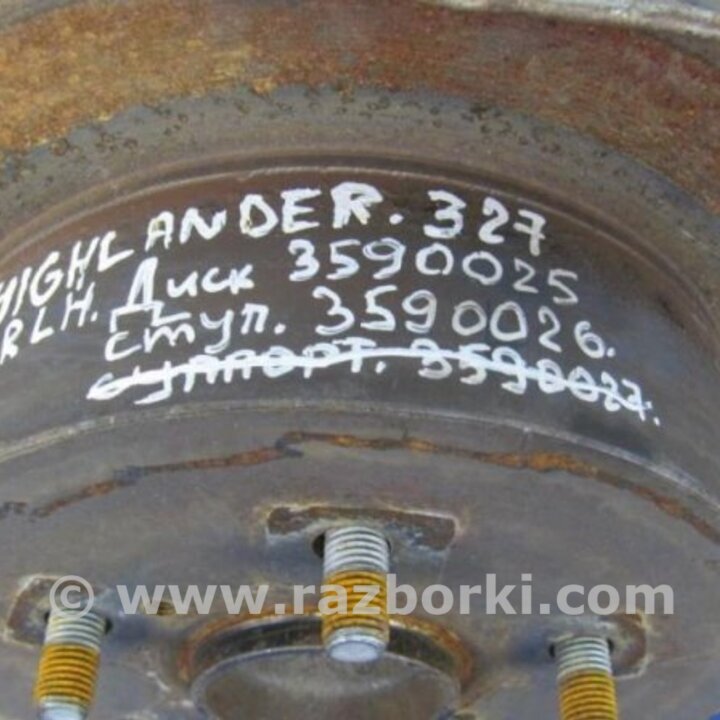 HIGHLANDER. 327
RLH. Диск 3590025
ступ. 3590026.
суппорт. 3590027.
© www.razborki.com